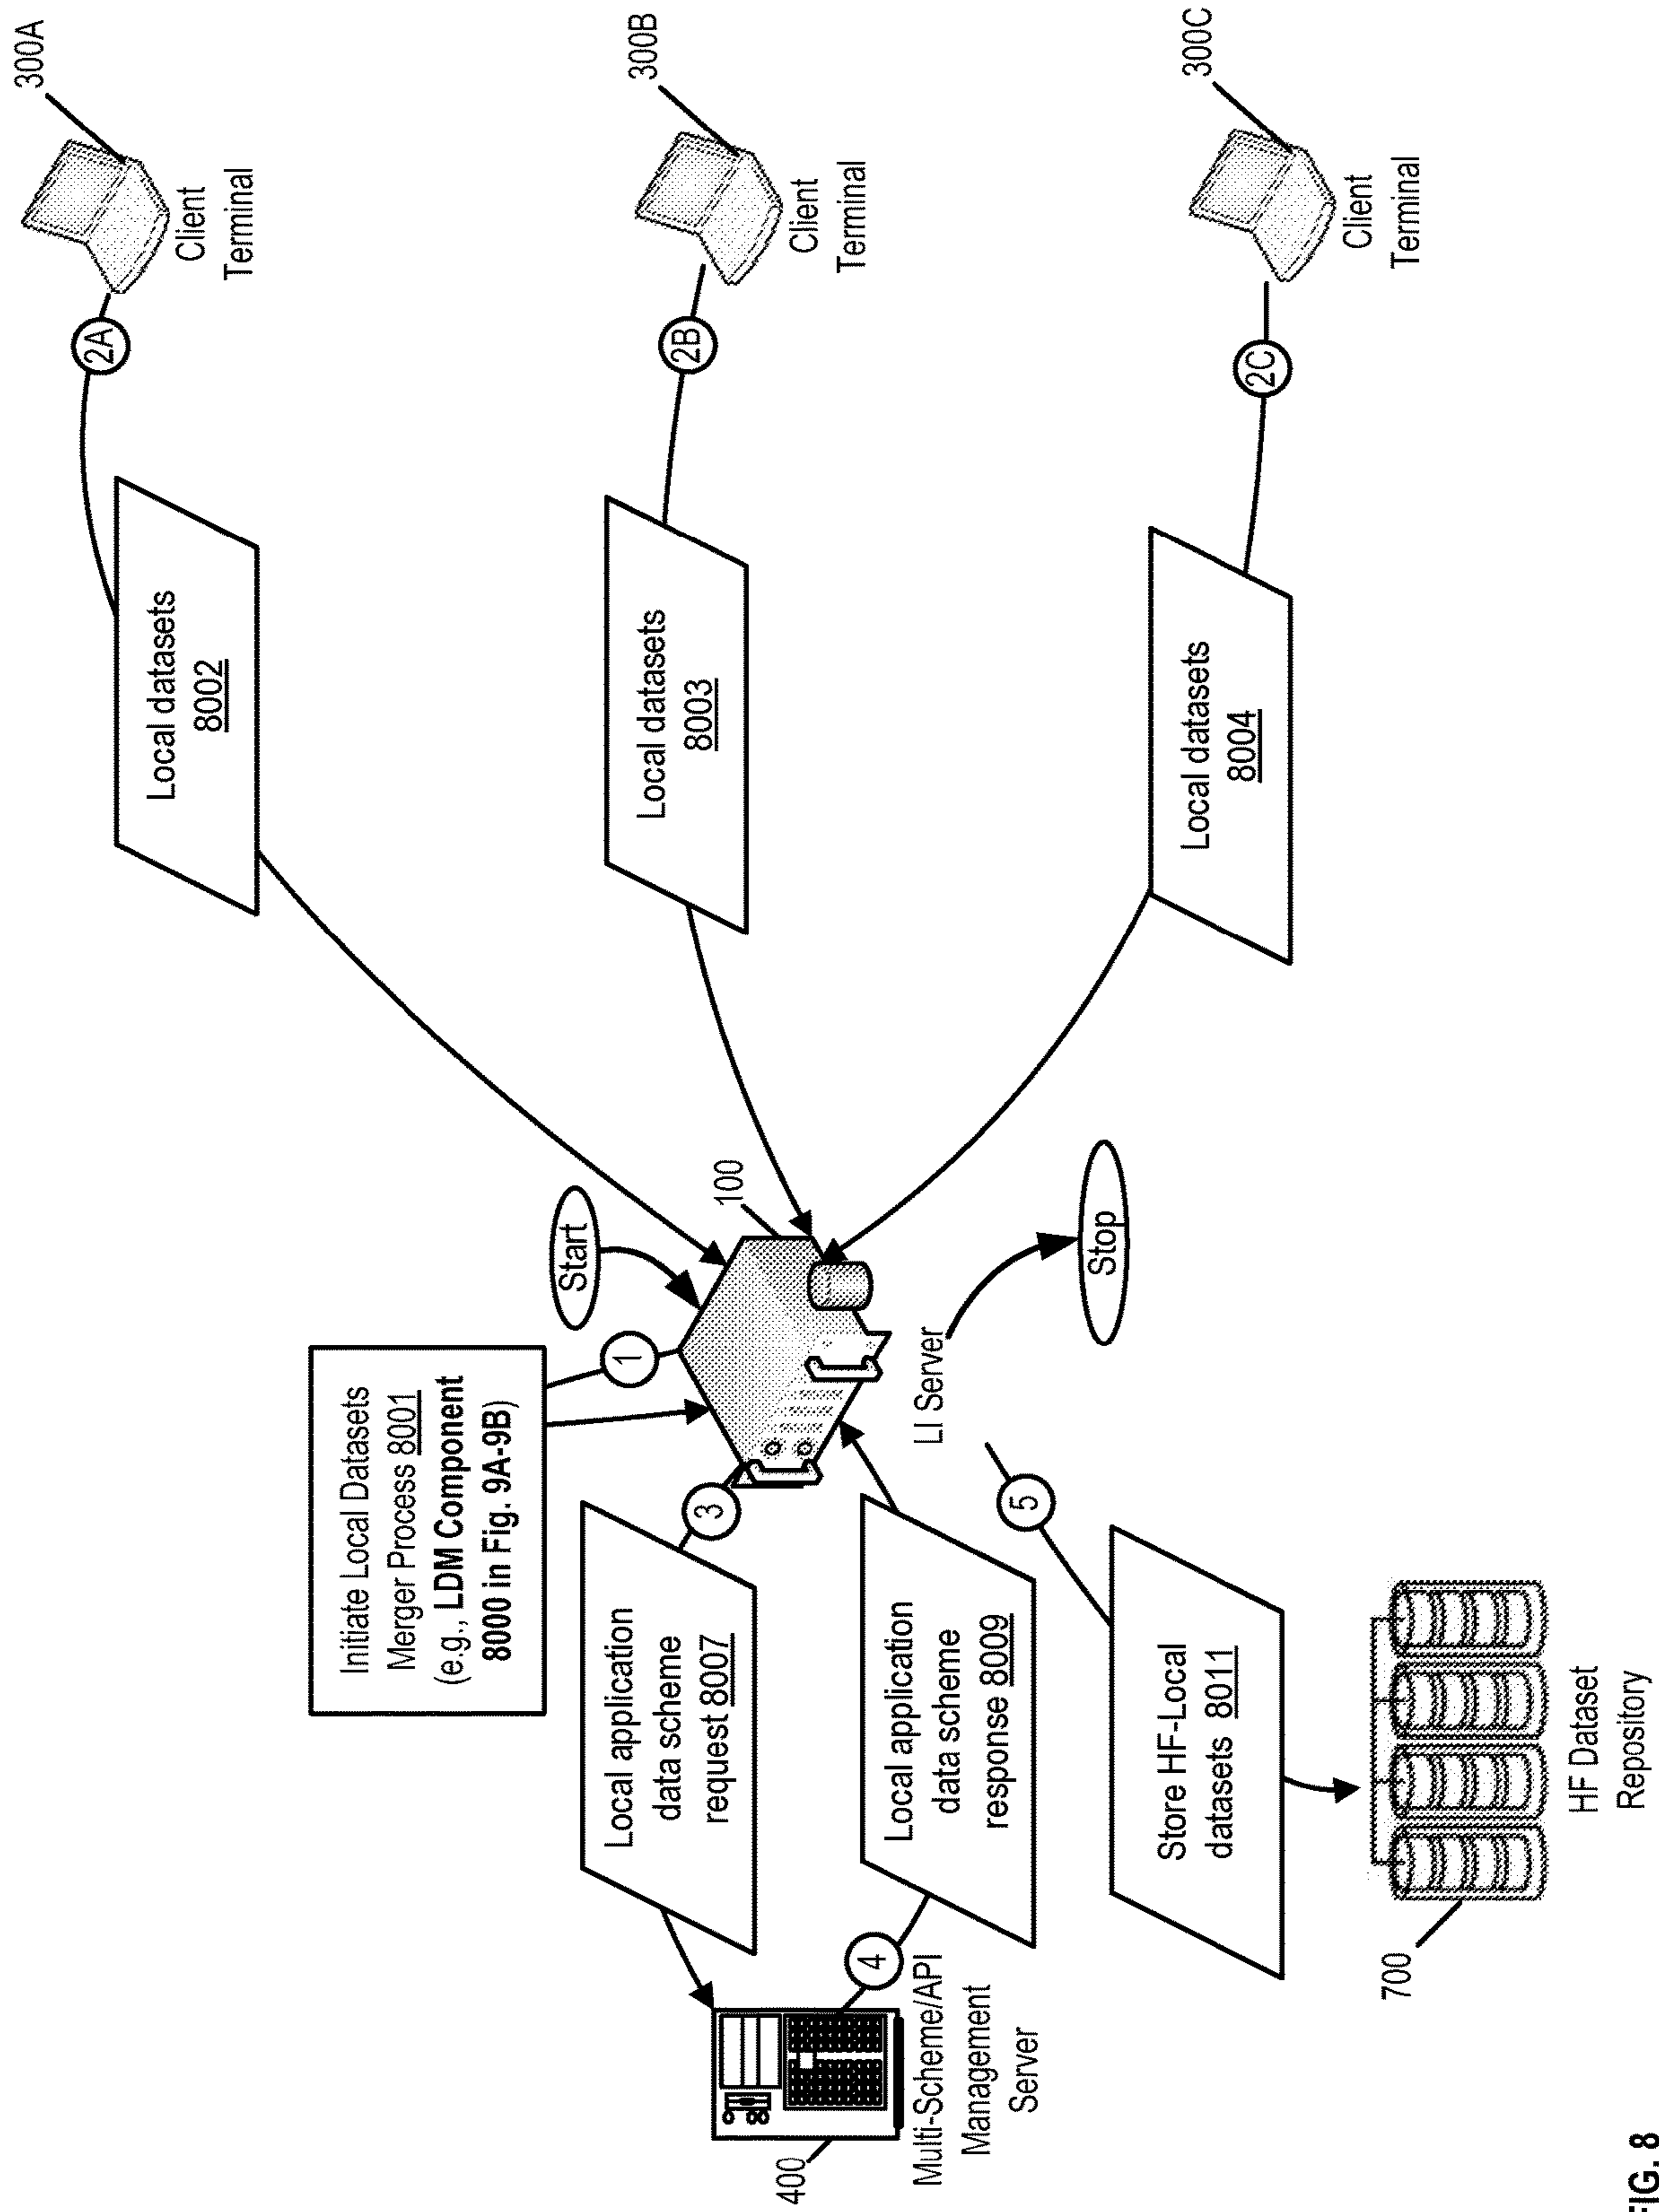 300A
Client
Terminal
2A
Local datasets
8002
300B
Client
Terminal
2B
Local datasets
8003
300C
Client
Terminal
2C
Local datasets
8004
Start
100
LI Server
Stop
Initiate Local Datasets
Merger Process 8001
(e.g., LDM Component
8000 in Fig. 9A-9B)
1
3
Local application
data scheme
request 8007
Local application
data scheme
response 8009
4
400
Multi-Scheme/API
Management
Server
5
Store HF-Local
datasets 8011
700
HF Dataset
Repository
FIG. 8